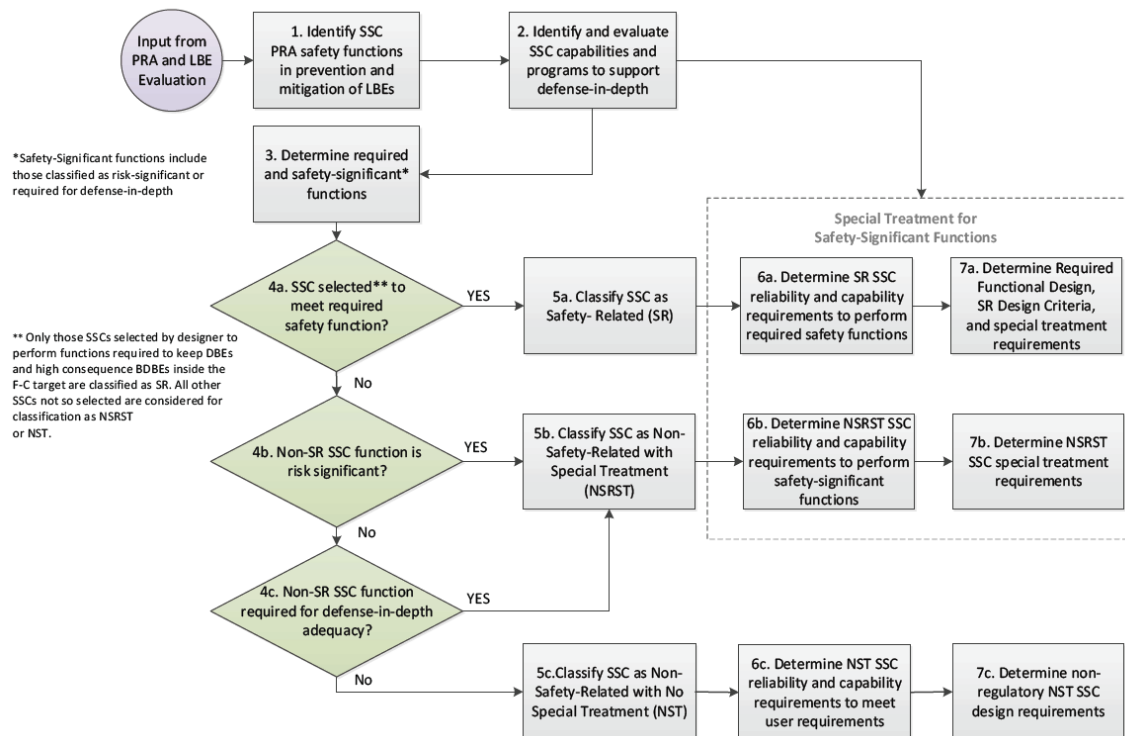 Input from
PRA and LBE
Evaluation
1. Identify SSC
PRA safety functions
in prevention and
mitigation of LBEs
2. Identify and evaluate
SSC capabilities and
programs to support
defense-in-depth
*Safety-Significant functions include
those classified as risk-significant or
required for defense-in-depth
3. Determine required
and safety-significant*
functions
Special Treatment for
Safety-Significant Functions
4a. SSC selected** to
meet required
safety function?
YES
5a. Classify SSC as
Safety- Related (SR)
6a. Determine SR SSC
reliability and capability
requirements to perform
required safety functions
7a. Determine Required
Functional Design,
SR Design Criteria,
and special treatment
requirements
** Only those SSCs selected by designer to
perform functions required to keep DBEs
and high consequence BDBEs inside the
F-C target are classified as SR. All other
SSCs not so selected are considered for
classification as NSRST
or NST.
No
4b. Non-SR SSC function is
risk significant?
YES
5b. Classify SSC as Non-
Safety-Related with
Special Treatment
(NSRST)
6b. Determine NSRST SSC
reliability and capability
requirements to perform
safety-significant
functions
7b. Determine NSRST
SSC special treatment
requirements
No
4c. Non-SR SSC function
required for defense-in-depth
adequacy?
YES
No
5c.Classify SSC as Non-
Safety-Related with No
Special Treatment (NST)
6c. Determine NST SSC
reliability and capability
requirements to meet
user requirements
7c. Determine non-
regulatory NST SSC
design requirements